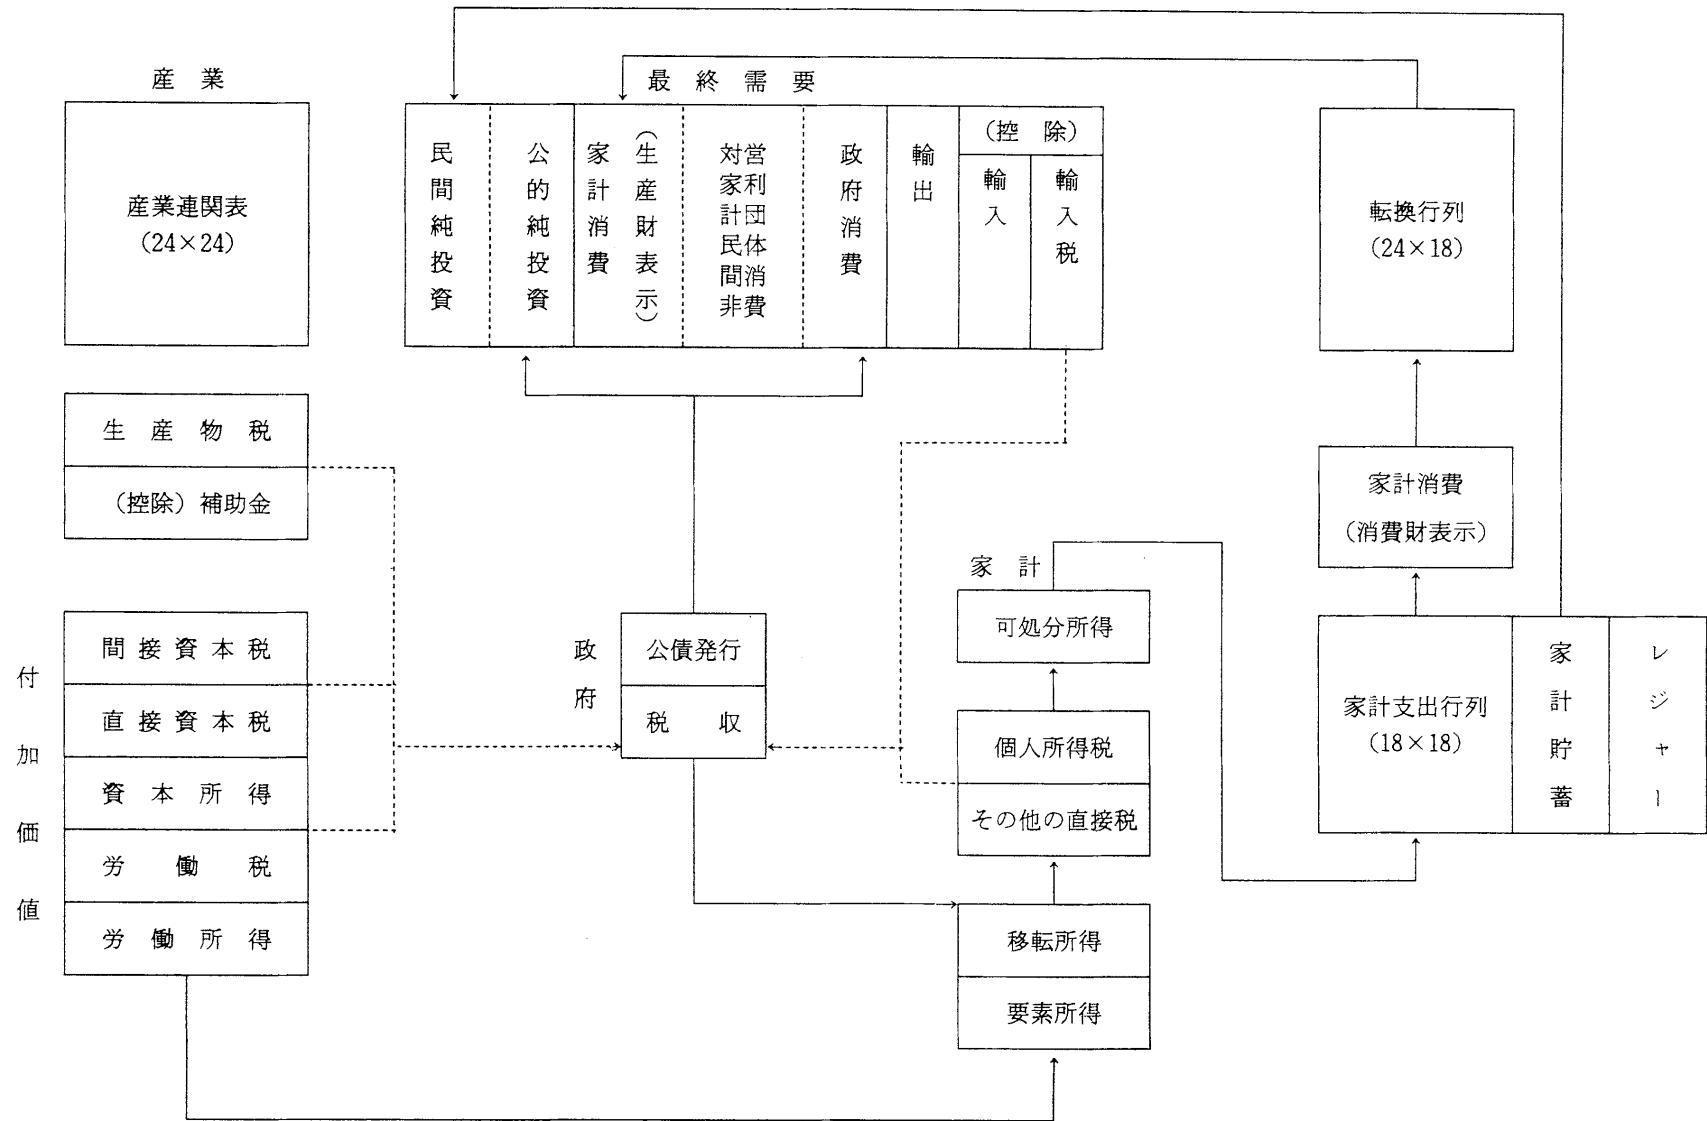 産業
最終需要
産業連関表
(24×24)
民間純投資
公的純投資
家計消費
(生産財表示)
対家計民間非
営利団体消費
政府消費
輸出
(控除)
輸入
輸入税
転換行列
(24×18)
生産物税
(控除)補助金
家計消費
(消費財表示)
付加価値
間接資本税
直接資本税
資本所得
労働税
労働所得
政府
公債発行
税収
家計
可処分所得
個人所得税
その他の直接税
移転所得
要素所得
家計支出行列
(18×18)
家計貯蓄
レジャー